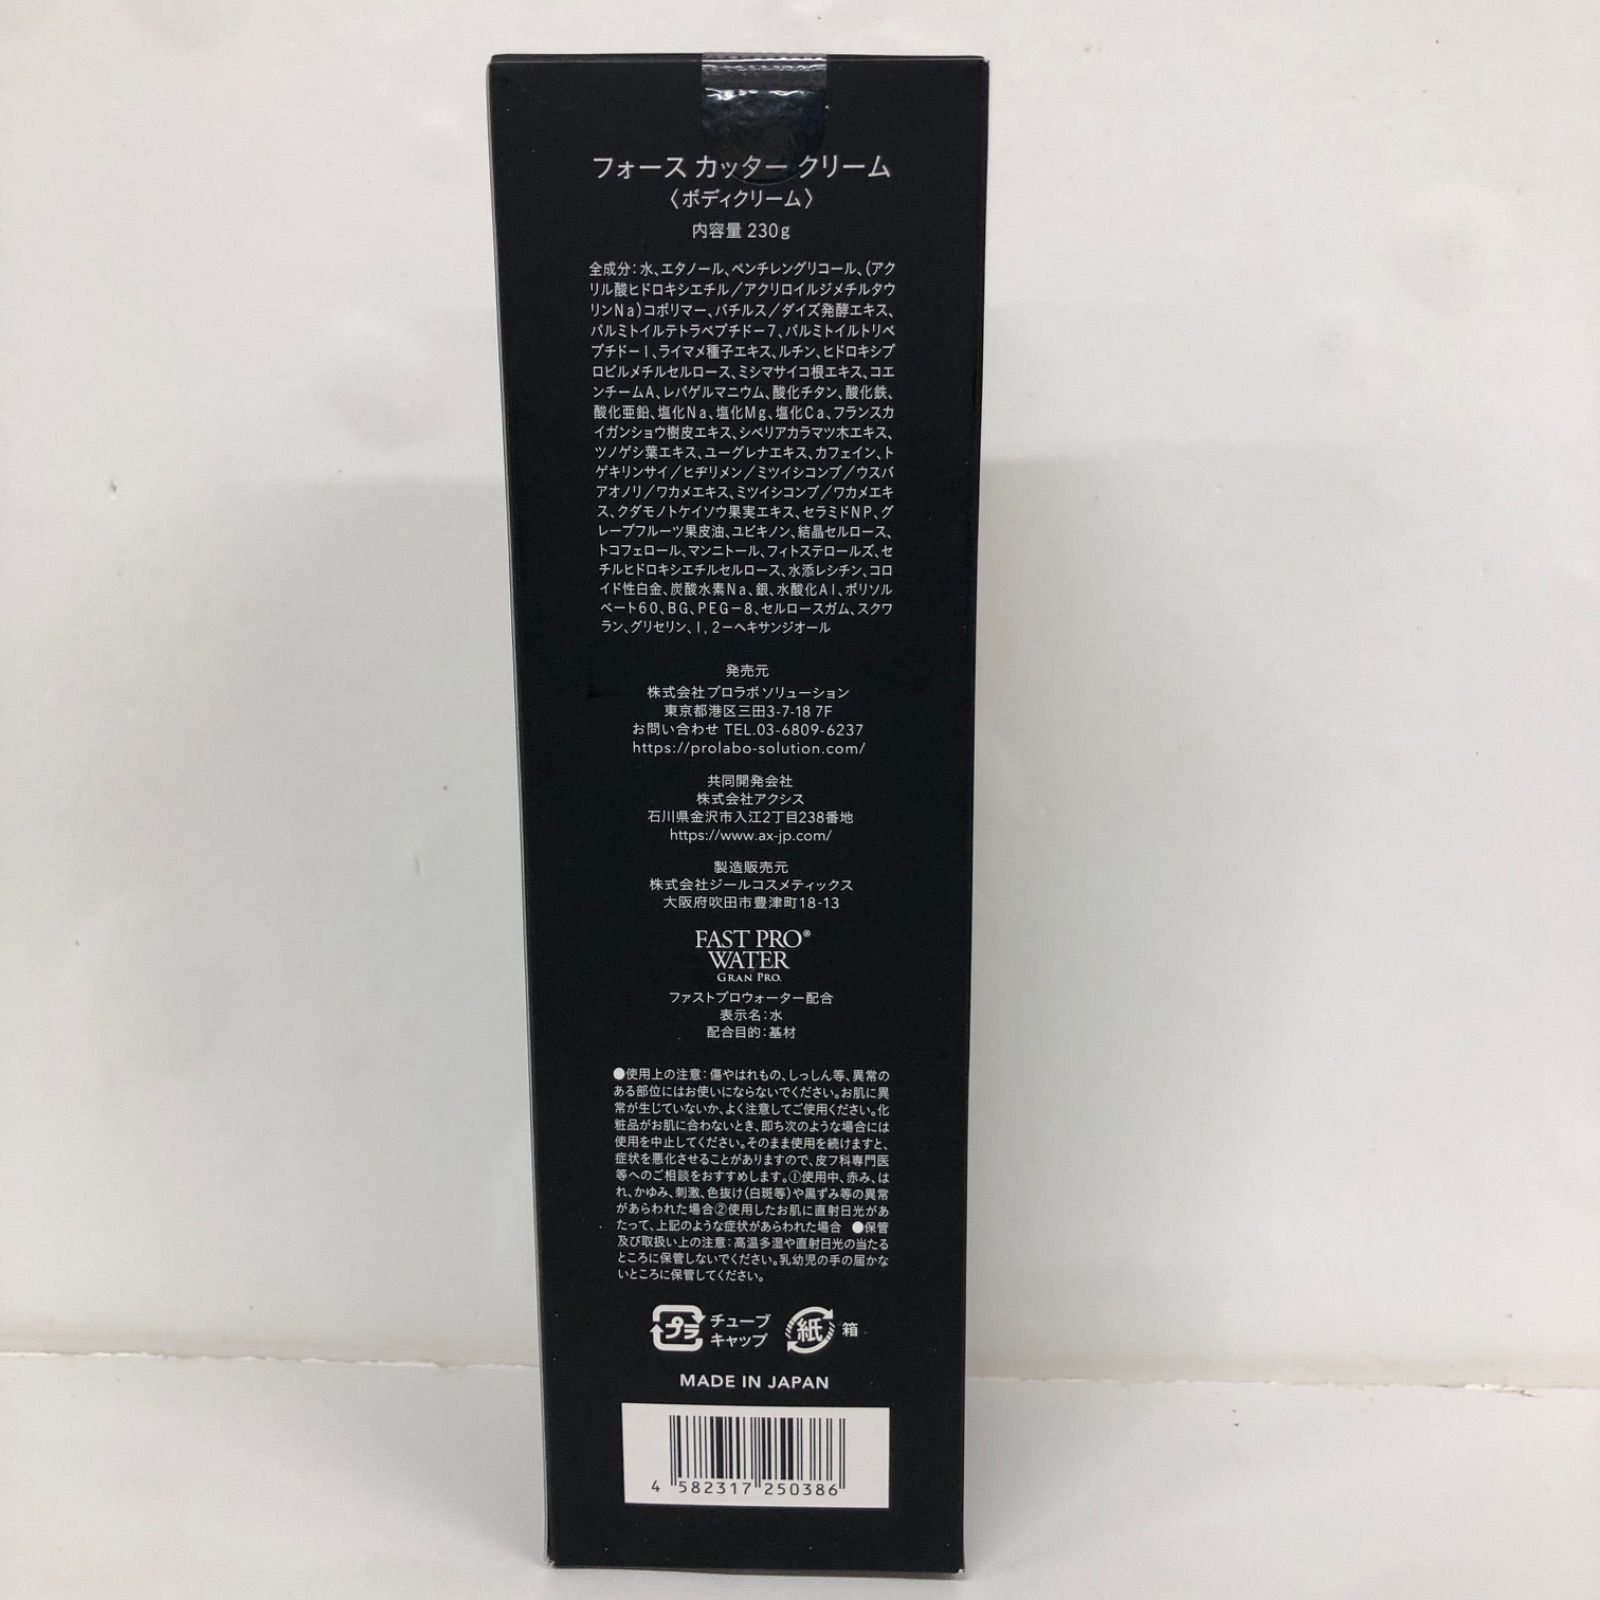 フォース カッター クリーム
〈ボディクリーム〉
内容量 230g
全成分：水、エタノール、ペンチレングリコール、（アク
リル酸ヒドロキシエチル／アクリロイルジメチルタウ
リンNa）コポリマー、バチルス／ダイズ発酵エキス、
パルミトイルテトラペプチドー7、パルミトイルトリペ
プチドー1、ライマメ種子エキス、ルチン、ヒドロキシプ
ロピルメチルセルロース、ミシマサイコ根エキス、コエ
ンチームA、レパゲルマニウム、酸化チタン、酸化鉄、
酸化亜鉛、塩化Na、塩化Mg、塩化Ca、フランスカ
イガンショウ樹皮エキス、シベリアカラマツ木エキス、
ツノゲシ葉エキス、ユーグレナエキス、カフェイン、ト
ゲキリンサイ／ヒヂリメン／ミツイシコンブ／ウスバ
アオノリ／ワカメエキス、ミツイシコンブ／ワカメエキ
ス、クダモノトケイソウ果実エキス、セラミドNP、グ
レープフルーツ果皮油、ユビキノン、結晶セルロース、
トコフェロール、マンニトール、フィトステロールズ、セ
チルヒドロキシエチルセルロース、水添レシチン、コロ
イド性白金、炭酸水素Na、銀、水酸化Al、ポリソル
ベート60、BG、PEG－8、セルロースガム、スクワ
ラン、グリセリン、1，2－ヘキサンジオール
発売元
株式会社プロラボ ソリューション
東京都港区三田3-7-18 7F
お問い合わせ TEL.03-6809-6237
https://prolabo-solution.com/
共同開発会社
株式会社アクシス
石川県金沢市入江2丁目238番地
https://www.ax-jp.com/
製造販売元
株式会社ジールコスメティックス
大阪府吹田市豊津町18-13
FAST PRO®
WATER
GRAN PRO.
ファストプロウォーター配合
表示名：水
配合目的：基材
●使用上の注意：傷やはれもの、しっしん等、異常の
ある部位にはお使いにならないでください。お肌に異
常が生じていないか、よく注意してご使用ください。化
粧品がお肌に合わないとき、即ち次のような場合には
使用を中止してください。そのまま使用を続けますと、
症状を悪化させることがありますので、皮フ科専門医
等へのご相談をおすすめします。①使用中、赤み、は
れ、かゆみ、刺激、色抜け（白斑等）や黒ずみ等の異常
があらわれた場合②使用したお肌に直射日光があ
たって、上記のような症状があらわれた場合 ●保管
及び取扱い上の注意：高温多湿や直射日光の当たる
ところに保管しないでください。乳幼児の手の届かな
いところに保管してください。
プラ チューブ
キャップ 紙 箱
MADE IN JAPAN
4 582317 250386